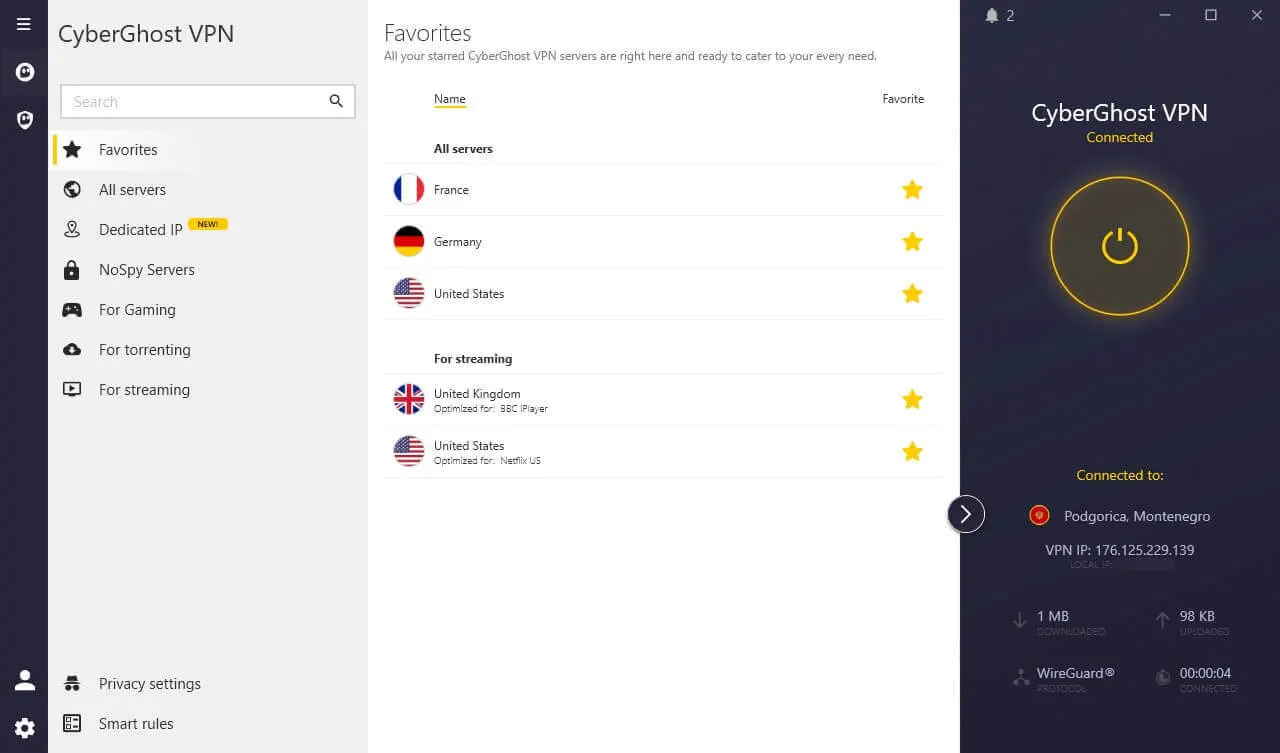 CyberGhost VPN
Search
Favorites
All servers
Dedicated IP NEW!
NoSpy Servers
For Gaming
For torrenting
For streaming
Privacy settings
Smart rules
Favorites
All your starred CyberGhost VPN servers are right here and ready to cater to your every need.
Name Favorite
All servers
France
Germany
United States
For streaming
United Kingdom
Optimized for: BBC iPlayer
United States
Optimized for: Netflix US
2
CyberGhost VPN
Connected
Connected to:
Podgorica, Montenegro
VPN IP: 176.125.229.139
LOCAL IP:
1 MB 98 KB
DOWNLOADED UPLOADED
WireGuard® 00:00:04
PROTOCOL CONNECTED